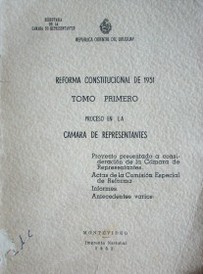 SECRETARIA
DE LA
CAMARA DE REPRESENTANTES
REPUBLICA ORIENTAL DEL URUGUAY
REFORMA CONSTITUCIONAL DE 1951
TOMO PRIMERO
PROCESO EN LA
CAMARA DE REPRESENTANTES
Proyecto presentado a consi-
deración de la Cámara de
Representantes.
Actas de la Comisión Especial
de Reforma
Informes.
Antecedentes varios.
MONTEVIDEO
Imprenta Nacional